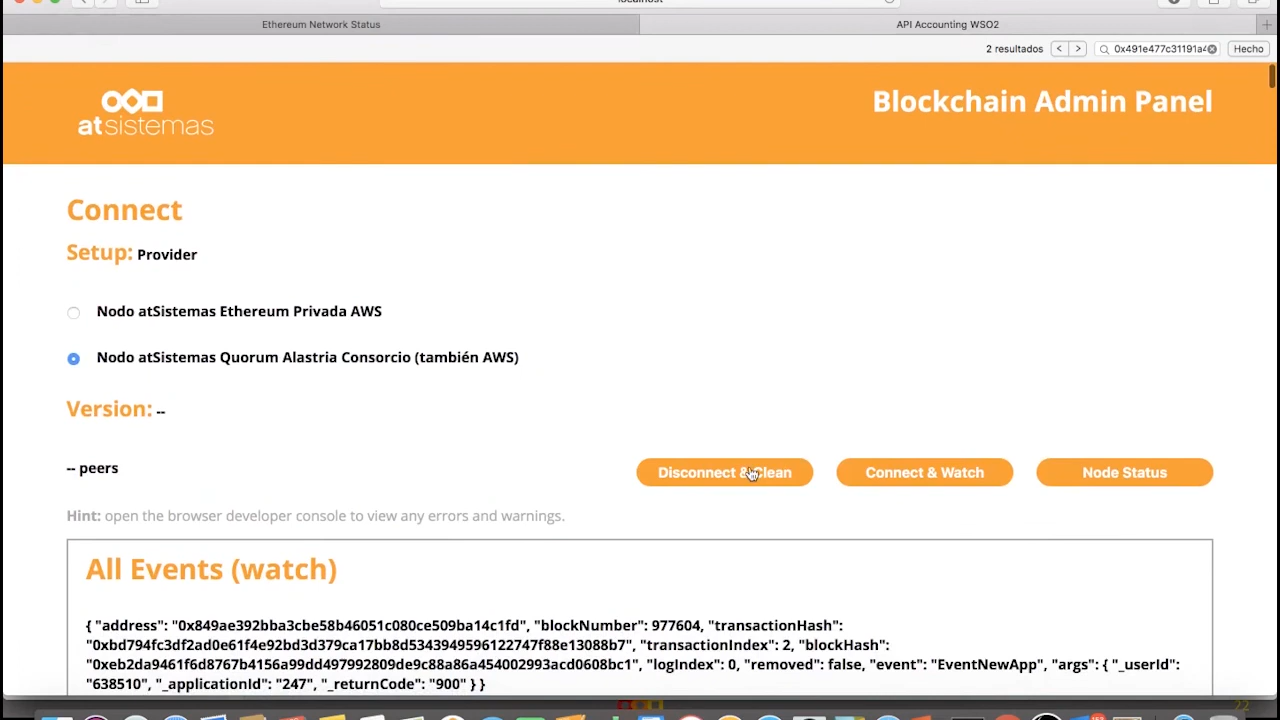 localhost
Ethereum Network Status
API Accounting WSO2
2 resultados
0x491e477c31191a4
Hecho
atsistemas
Blockchain Admin Panel
Connect
Setup: Provider
Nodo atSistemas Ethereum Privada AWS
Nodo atSistemas Quorum Alastria Consorcio (también AWS)
Version: --
-- peers
Disconnect & Clean
Connect & Watch
Node Status
Hint: open the browser developer console to view any errors and warnings.
All Events (watch)
{ "address": "0x849ae392bba3cbe58b46051c080ce509ba14c1fd", "blockNumber": 977604, "transactionHash":
"0xbd794fc3df2ad0e61f4e92bd3d379ca17bb8d5343949596122747f88e13088b7", "transactionIndex": 2, "blockHash":
"0xeb2da9461f6d8767b4156a99dd497992809de9c88a86a454002993acd0608bc1", "logIndex": 0, "removed": false, "event": "EventNewApp", "args": { "_userId":
"638510", "_applicationId": "247", "_returnCode": "900" } }
22